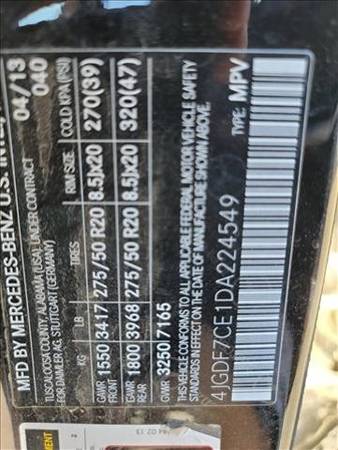 MFD BY MERCEDES-BENZ U.S. INT
04/13
TUSCALOOSA COUNTY, ALABAMA (USA), UNDER CONTRACT
040
FOR DAIMLER AG, STUTTGART (GERMANY)
KG LB TIRES RIM SIZE COLD KPA (PSI)
GAWR FRONT 1550 3417 275/50 R20 8.5Jx20 270(39)
GAWR REAR 1800 3968 275/50 R20 8.5Jx20 320(47)
GVWR 3250 7165
THIS VEHICLE CONFORMS TO ALL APPLICABLE FEDERAL MOTOR VEHICLE SAFETY
STANDARDS IN EFFECT ON THE DATE OF MANUFACTURE SHOWN ABOVE.
4JGDF7CE1DA224549 TYPE: MPV
02 13